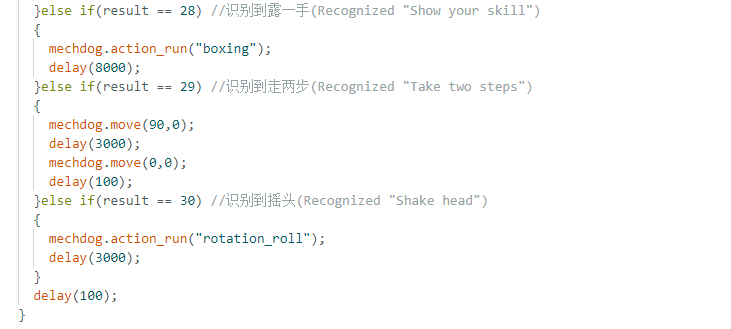 }else if(result == 28) //识别到露一手(Recognized "Show your skill")
{
mechdog.action_run("boxing");
delay(8000);
}else if(result == 29) //识别到走两步(Recognized "Take two steps")
{
mechdog.move(90,0);
delay(3000);
mechdog.move(0,0);
delay(100);
}else if(result == 30) //识别到摇头(Recognized "Shake head")
{
mechdog.action_run("rotation_roll");
delay(3000);
}
delay(100);
}